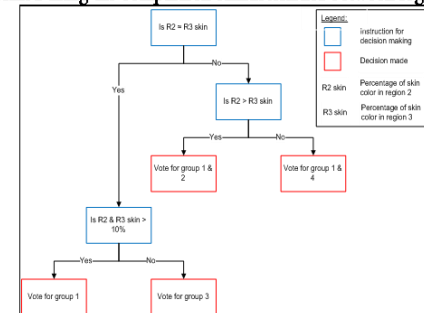 Is R2 = R3 skin
Yes
No
Is R2 > R3 skin
Yes
No
Vote for group 1 &
2
Vote for group 1 &
4
Is R2 & R3 skin >
10%
Yes
No
Vote for group 1
Vote for group 3
Legend:
instruction for
decision making
Decision made
R2 skin
Percentage of skin
color in region 2
R3 skin
Percentage of skin
color in region 3